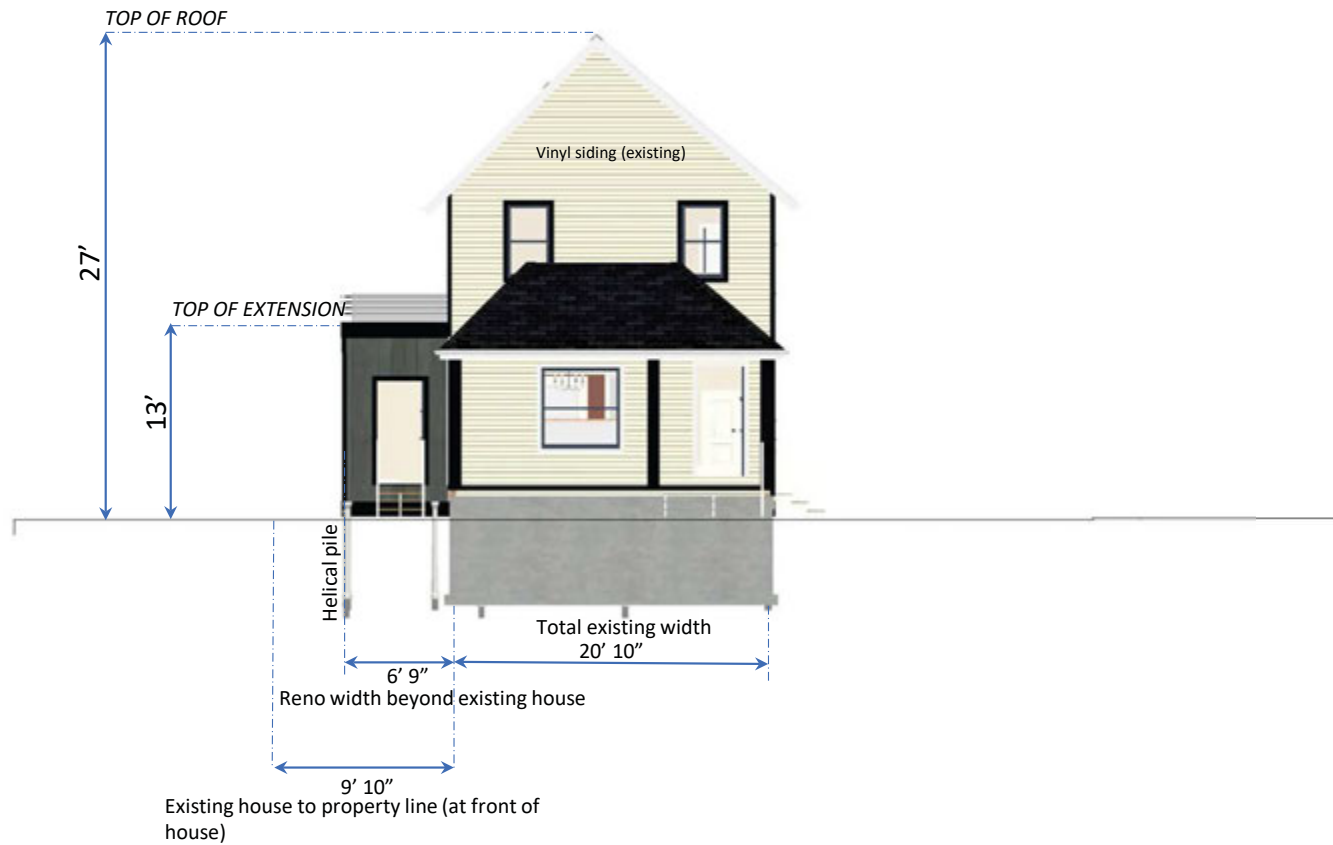 TOP OF ROOF
Vinyl siding (existing)
27’
TOP OF EXTENSION
13’
Helical pile
Total existing width
20’ 10”
6’ 9”
Reno width beyond existing house
9’ 10”
Existing house to property line (at front of
house)